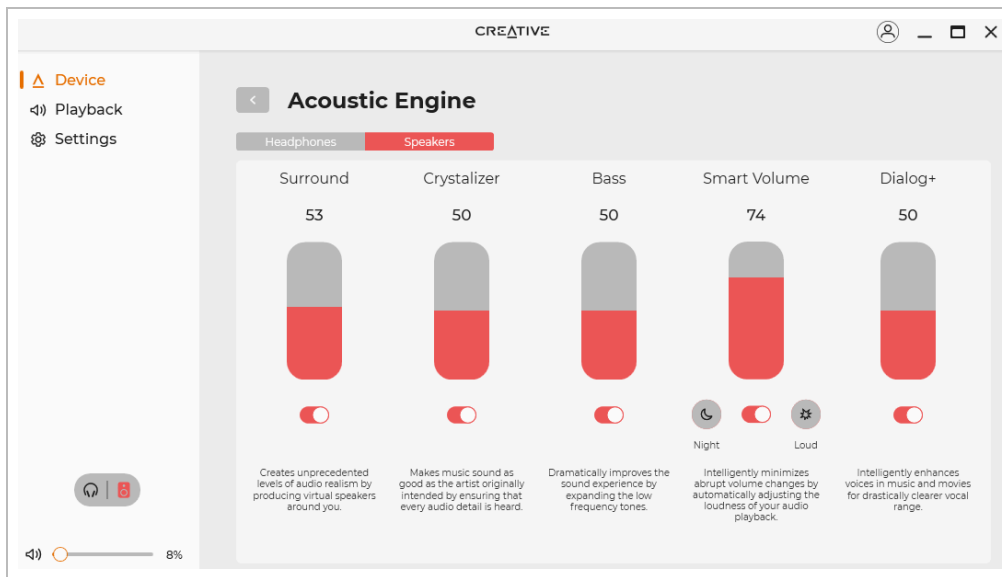 CREATIVE
Device
Playback
Settings
Acoustic Engine
Headphones
Speakers
Surround
Crystalizer
Bass
Smart Volume
Dialog+
53
50
50
74
50
Night
Loud
Creates unprecedented
levels of audio realism by
producing virtual speakers
around you.
Makes music sound as
good as the artist originally
intended by ensuring that
every audio detail is heard.
Dramatically improves the
sound experience by
expanding the low
frequency tones.
Intelligently minimizes
abrupt volume changes by
automatically adjusting the
loudness of your audio
playback.
Intelligently enhances
voices in music and movies
for drastically clearer vocal
range.
8%